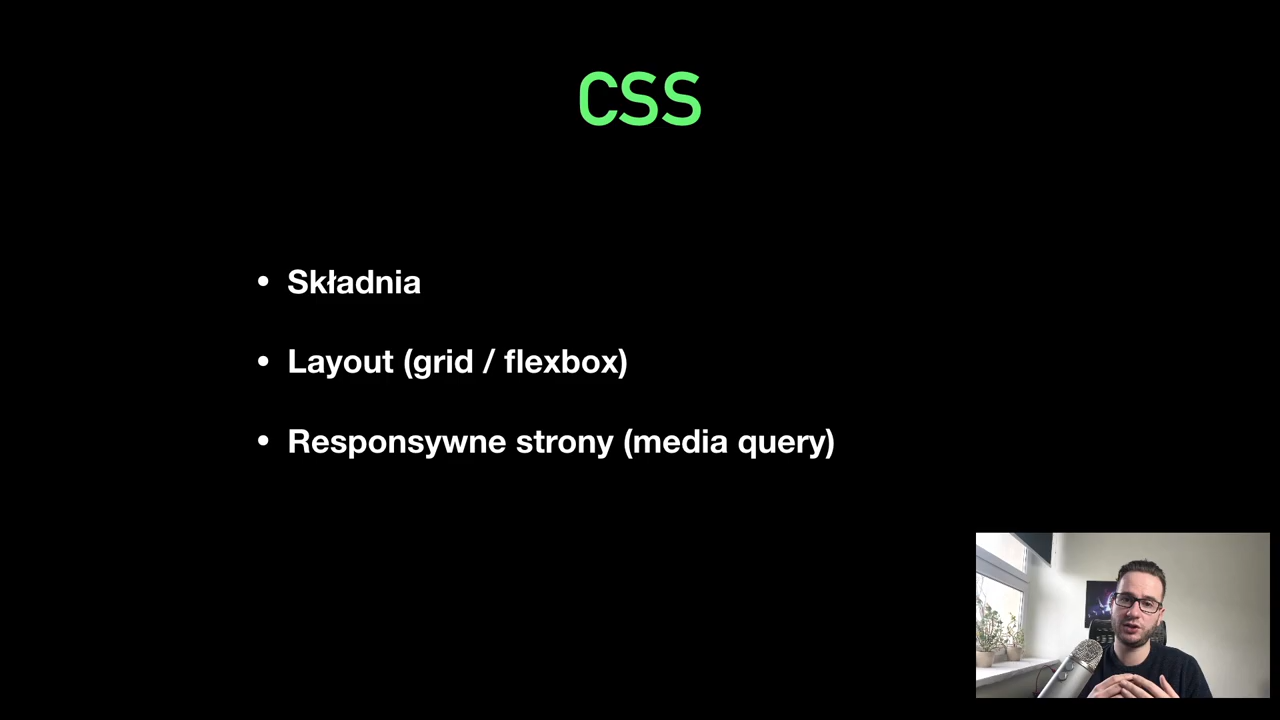 CSS
• Składnia
• Layout (grid / flexbox)
• Responsywne strony (media query)